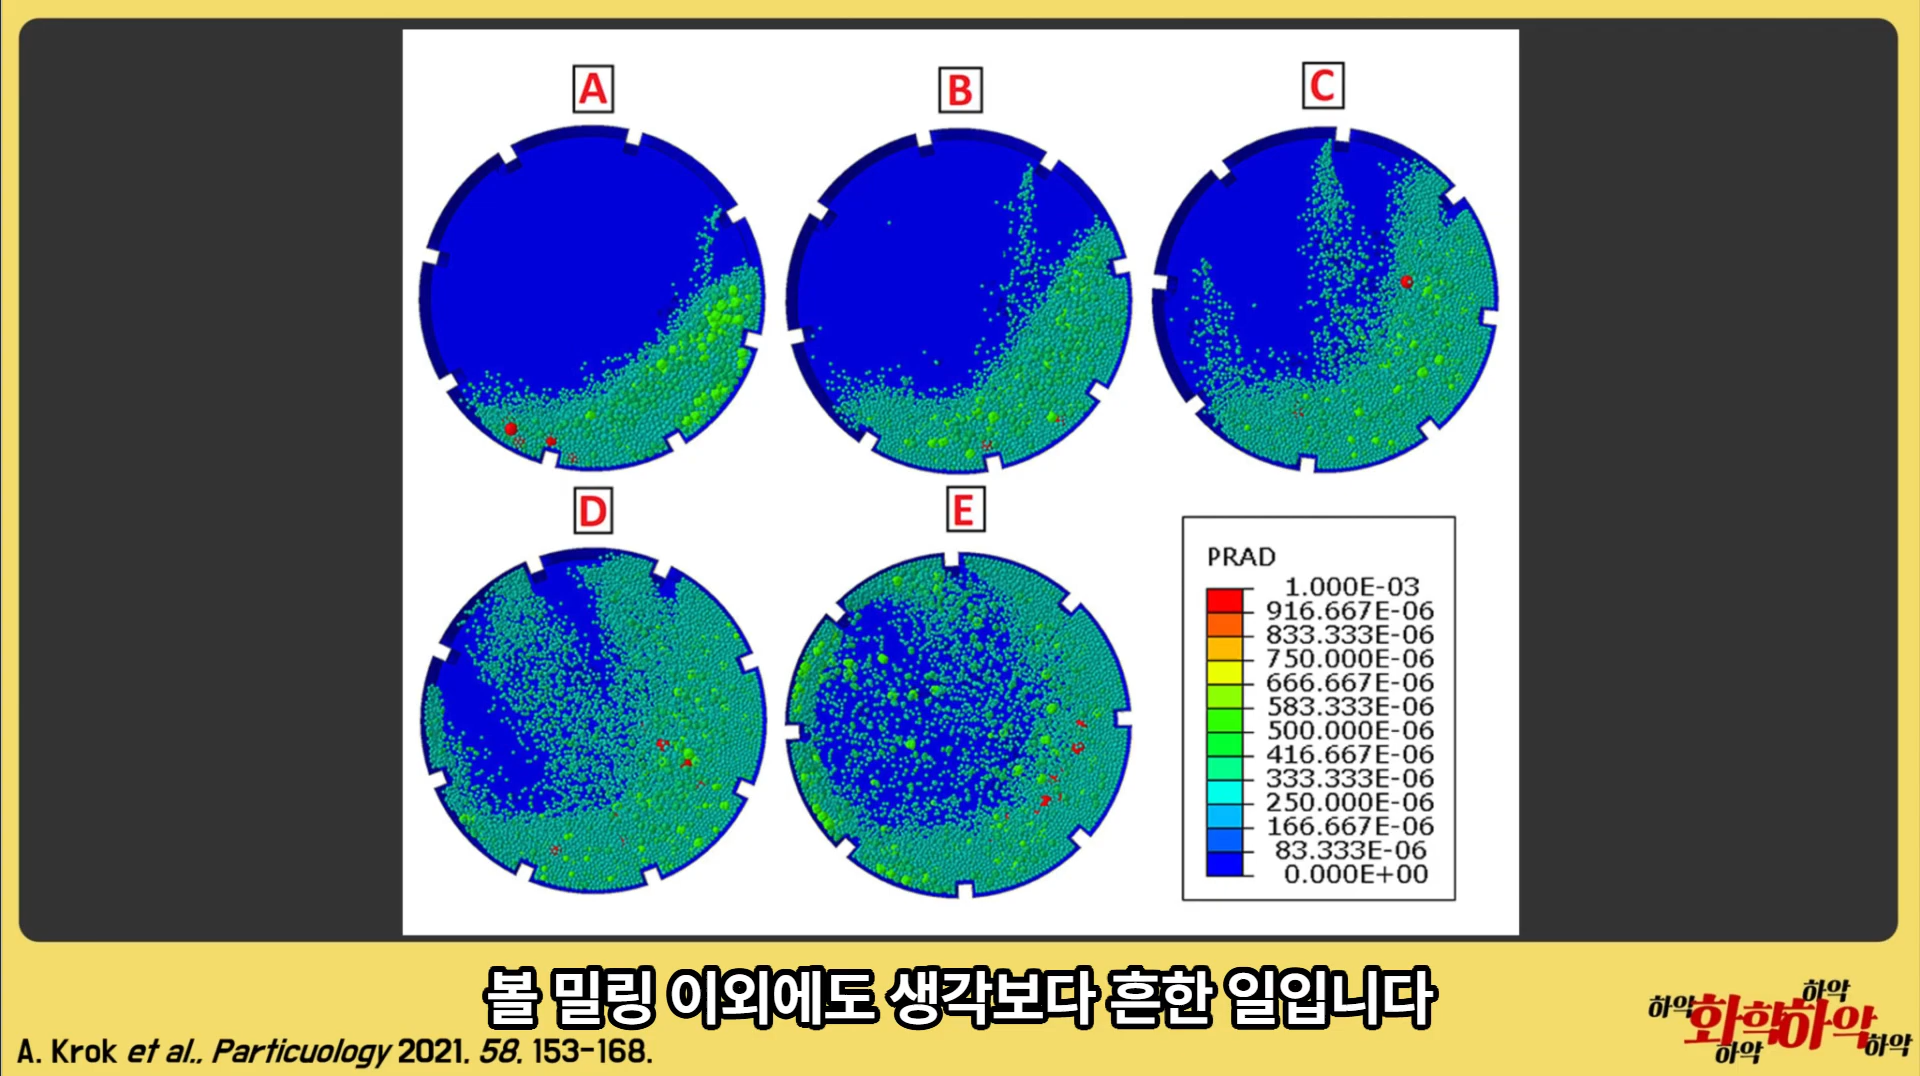 A
B
C
D
E
PRAD
1.000E-03
916.667E-06
833.333E-06
750.000E-06
666.667E-06
583.333E-06
500.000E-06
416.667E-06
333.333E-06
250.000E-06
166.667E-06
83.333E-06
0.000E+00
볼 밀링 이외에도 생각보다 흔한 일입니다
A. Krok et al., Particuology 2021, 58, 153-168.
하악
하악
화학하악
하악
하악